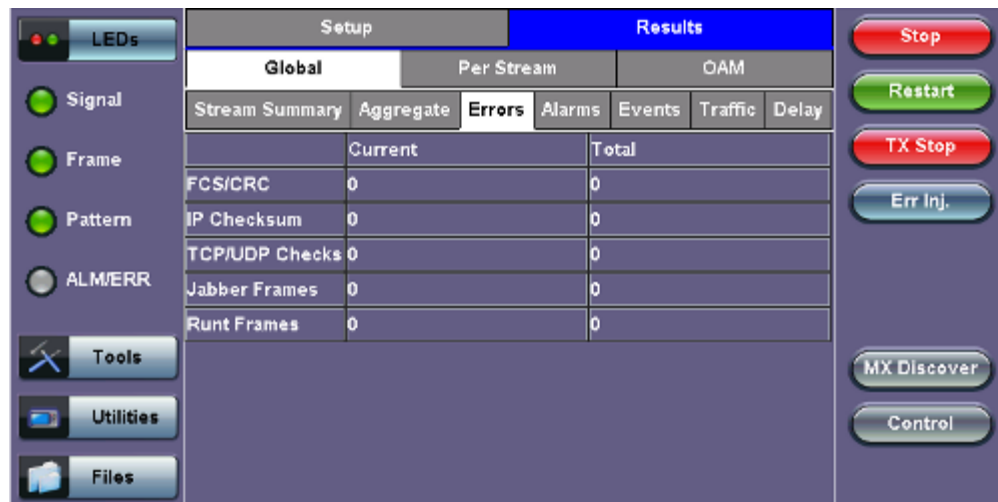 LEDs
Signal
Frame
Pattern
ALM/ERR
Tools
Utilities
Files
Setup Results
Global Per Stream OAM
Stream Summary Aggregate Errors Alarms Events Traffic Delay
Current Total
FCS/CRC 0 0
IP Checksum 0 0
TCP/UDP Checks 0 0
Jabber Frames 0 0
Runt Frames 0 0
Stop
Restart
TX Stop
Err Inj.
MX Discover
Control